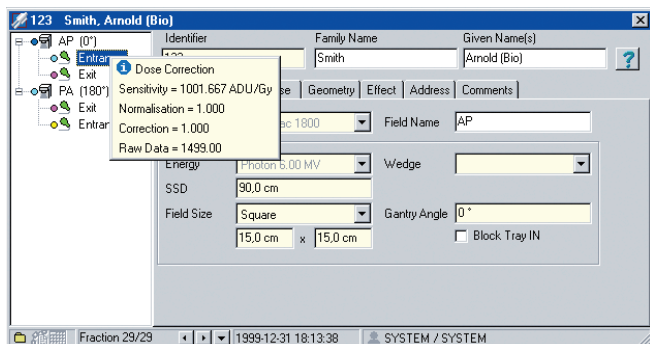 123 Smith, Arnold (Bio)
AP (0°)
Exit
PA (180°)
Exit
Identifier Family Name Given Name(s)
Smith Arnold (Bio)
?
Dose Correction
Sensitivity = 1001.667 ADU/Gy
Normalisation = 1.000
Correction = 1.000
Raw Data = 1499.00
Geometry Effect Address Comments
1800 Field Name AP
Energy Photon 6.00 MV Wedge
SSD 90,0 cm
Field Size Square Gantry Angle 0 °
15,0 cm x 15,0 cm Block Tray IN
Fraction 29/29 1999-12-31 18:13:38 SYSTEM / SYSTEM